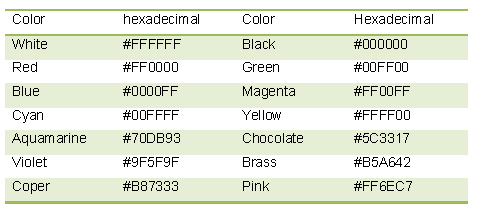 Color hexadecimal Color Hexadecimal
White #FFFFFF Black #000000
Red #FF0000 Green #00FF00
Blue #0000FF Magenta #FF00FF
Cyan #00FFFF Yellow #FFFF00
Aquamarine #70DB93 Chocolate #5C3317
Violet #9F5F9F Brass #B5A642
Coper #B87333 Pink #FF6EC7